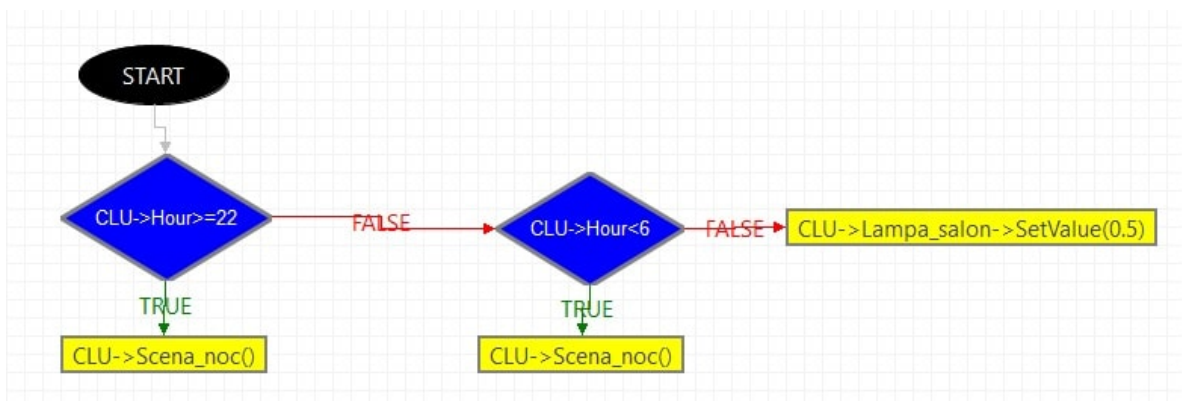 START
CLU->Hour>=22
FALSE
CLU->Hour<6
FALSE
CLU->Lampa_salon->SetValue(0.5)
TRUE
TRUE
CLU->Scena_noc()
CLU->Scena_noc()